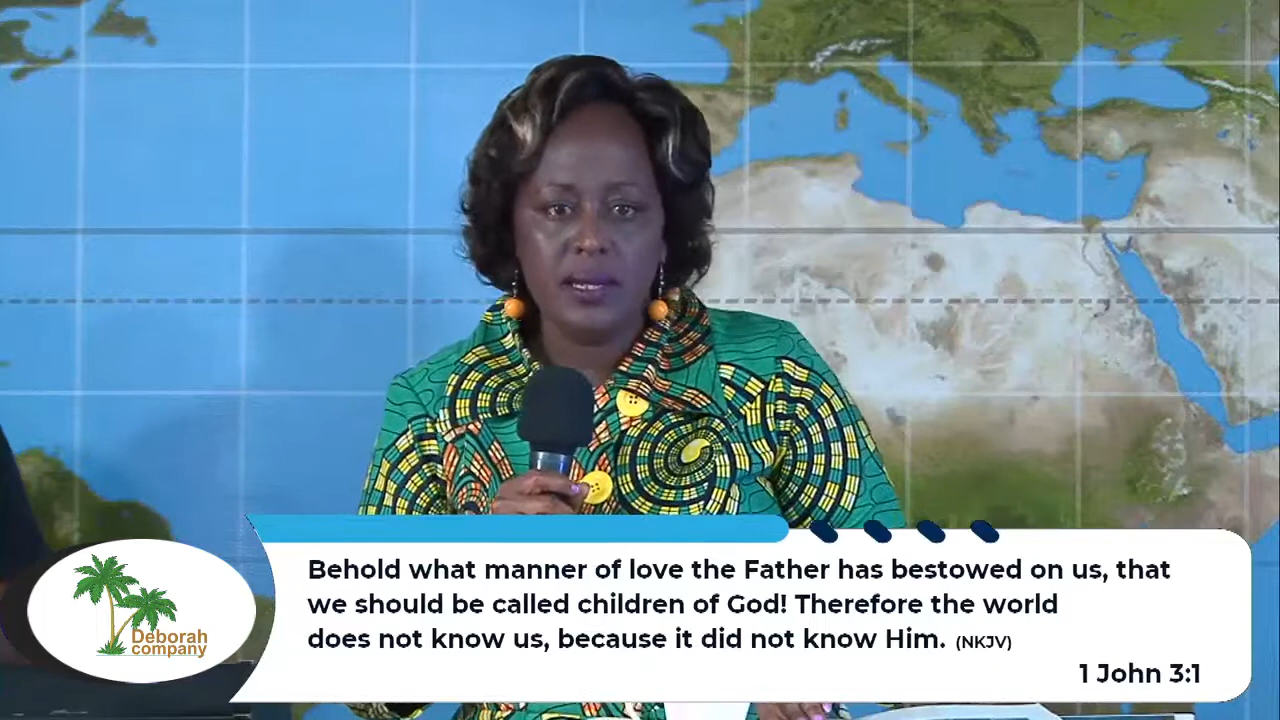 Behold what manner of love the Father has bestowed on us, that
we should be called children of God! Therefore the world
does not know us, because it did not know Him. (NKJV)
1 John 3:1
Deborah
company